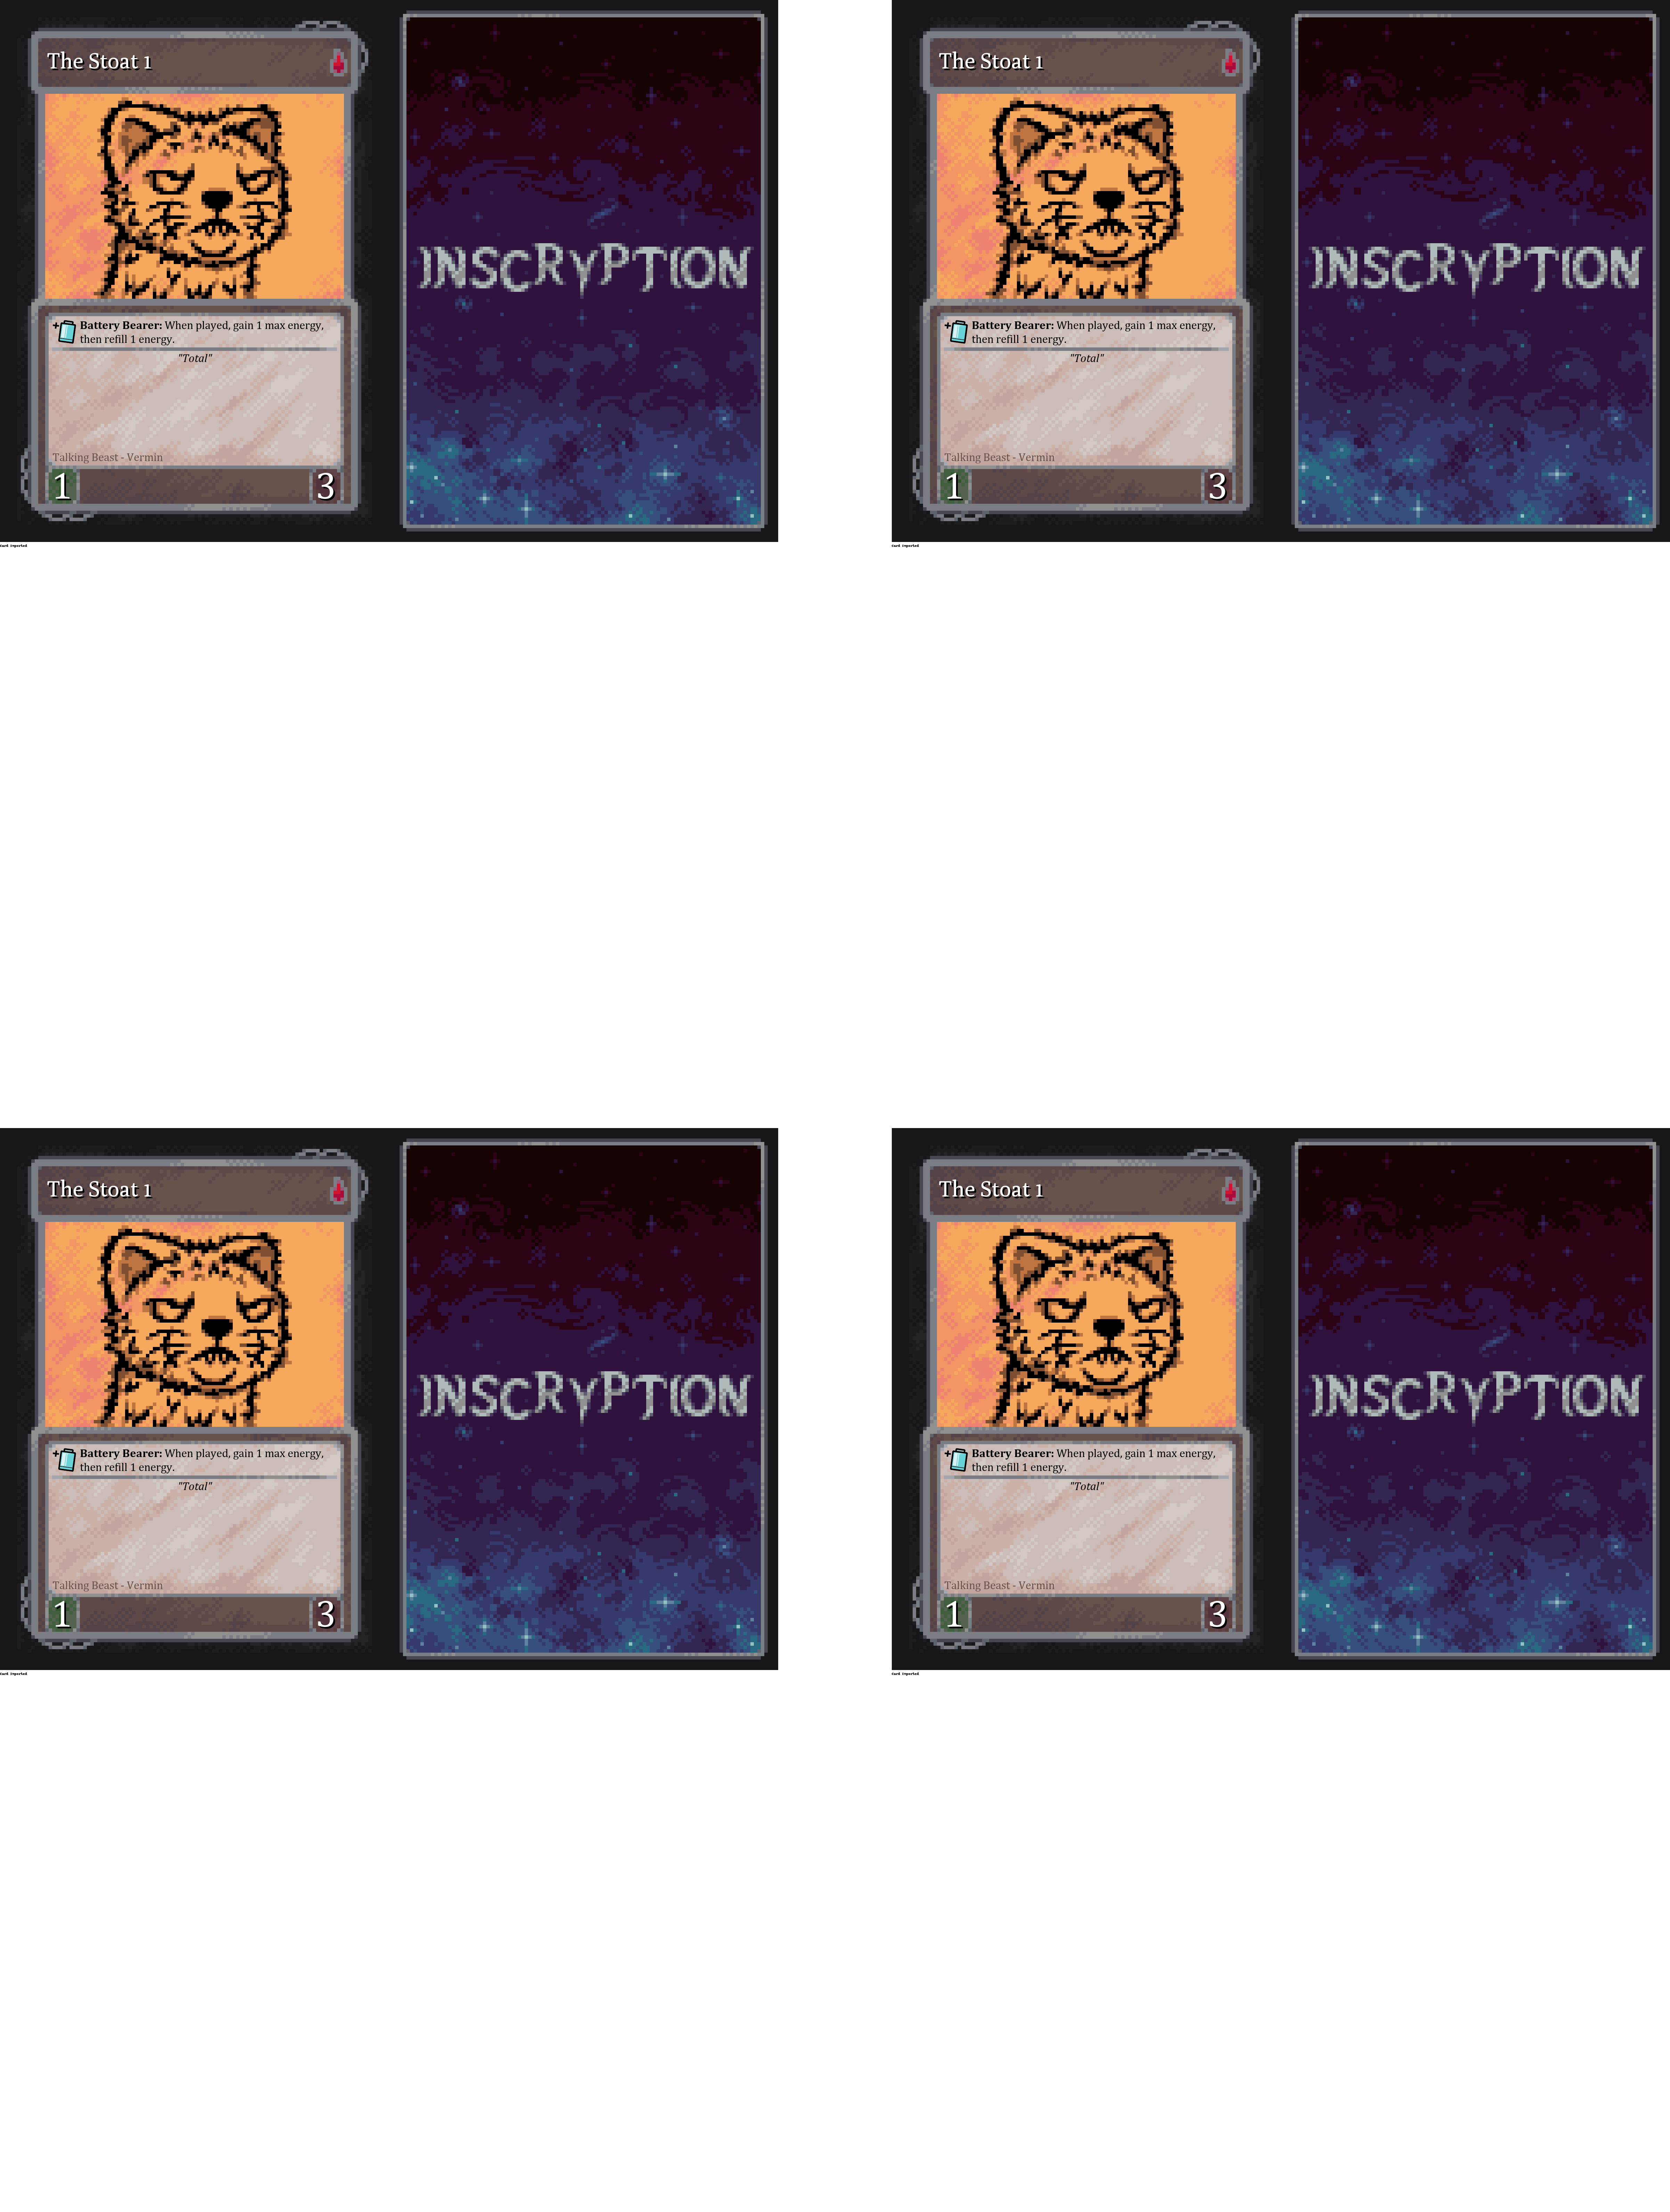 The Stoat 1
INSCRYPTION
Battery Bearer: When played, gain 1 max energy,
then refill 1 energy.
"Total"
Talking Beast - Vermin
1
3
Card Imported
The Stoat 1
INSCRYPTION
Battery Bearer: When played, gain 1 max energy,
then refill 1 energy.
"Total"
Talking Beast - Vermin
1
3
Card Imported
The Stoat 1
INSCRYPTION
Battery Bearer: When played, gain 1 max energy,
then refill 1 energy.
"Total"
Talking Beast - Vermin
1
3
Card Imported
The Stoat 1
INSCRYPTION
Battery Bearer: When played, gain 1 max energy,
then refill 1 energy.
"Total"
Talking Beast - Vermin
1
3
Card Imported